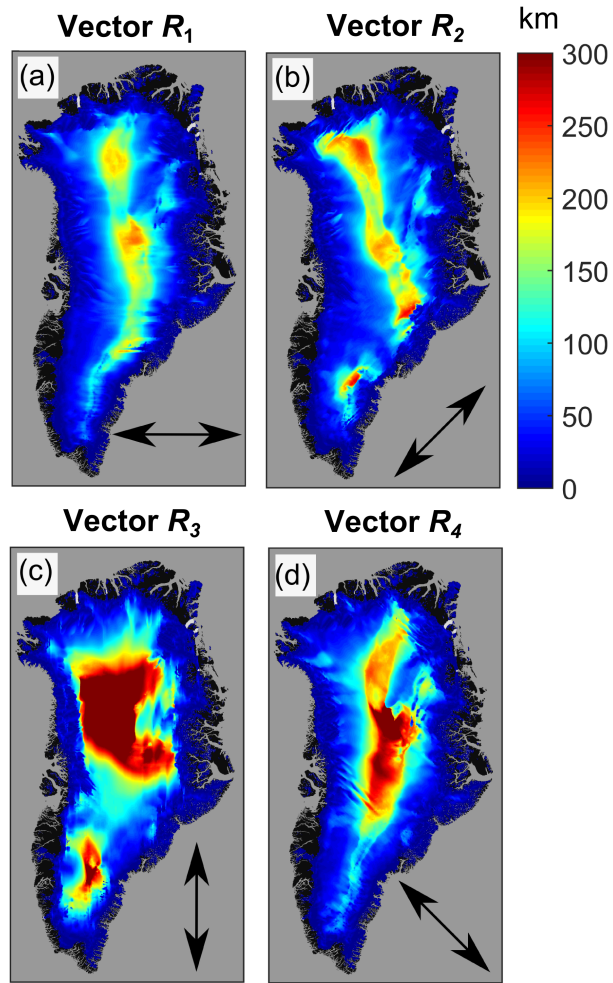 Vector R1
Vector R2
km
(a)
(b)
300
250
200
150
100
50
0
Vector R3
Vector R4
(c)
(d)